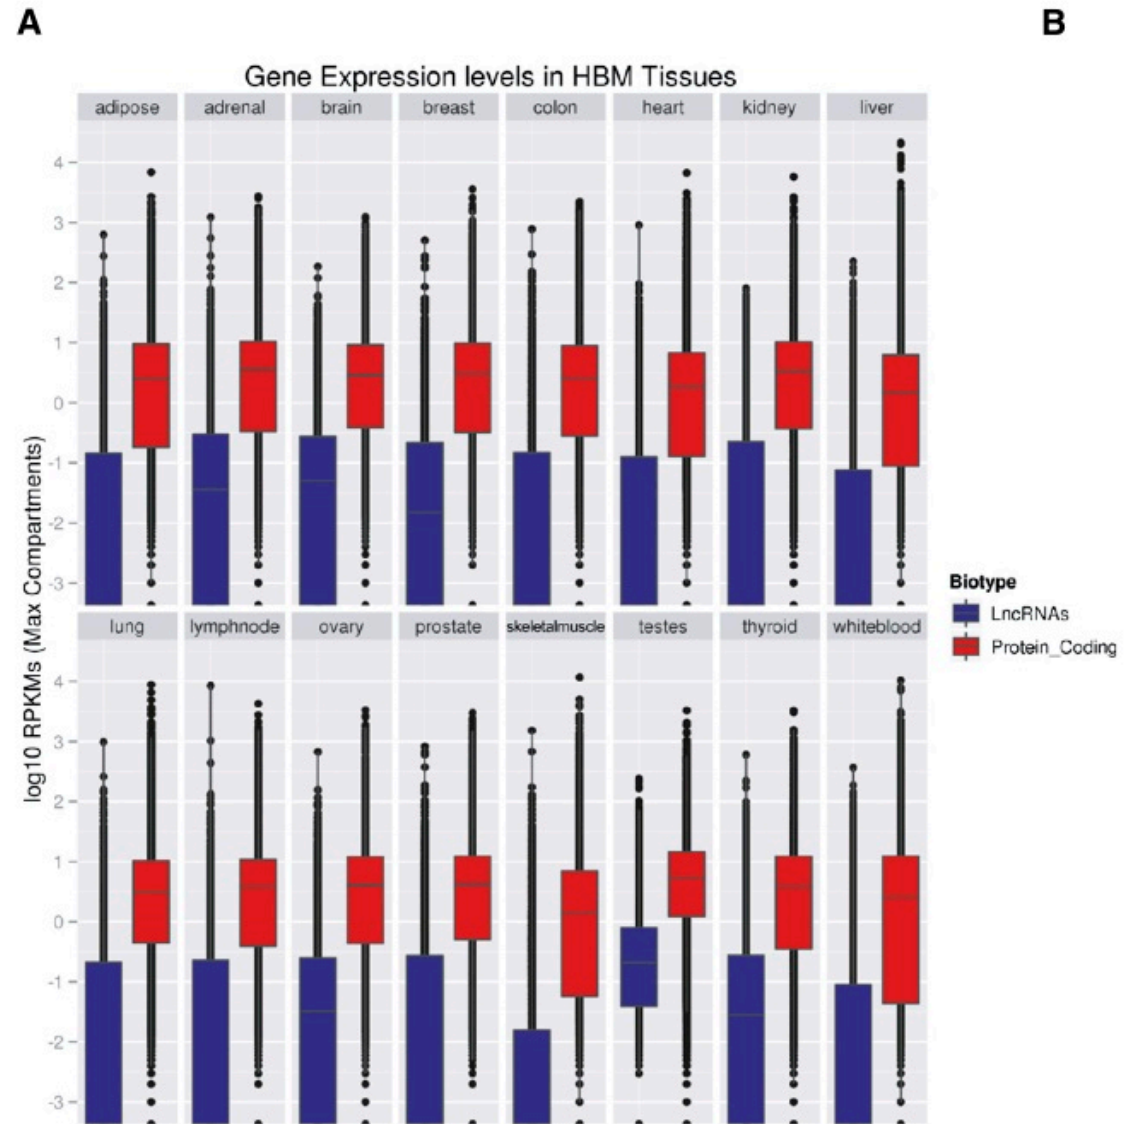 A
B
Gene Expression levels in HBM Tissues
adipose adrenal brain breast colon heart kidney liver
4
3
2
1
0
-1
-2
-3
log10 RPKMs (Max Compartments)
Biotype
LncRNAs
Protein_Coding
lung lymphnode ovary prostate skeletalmuscle testes thyroid whiteblood
4
3
2
1
0
-1
-2
-3